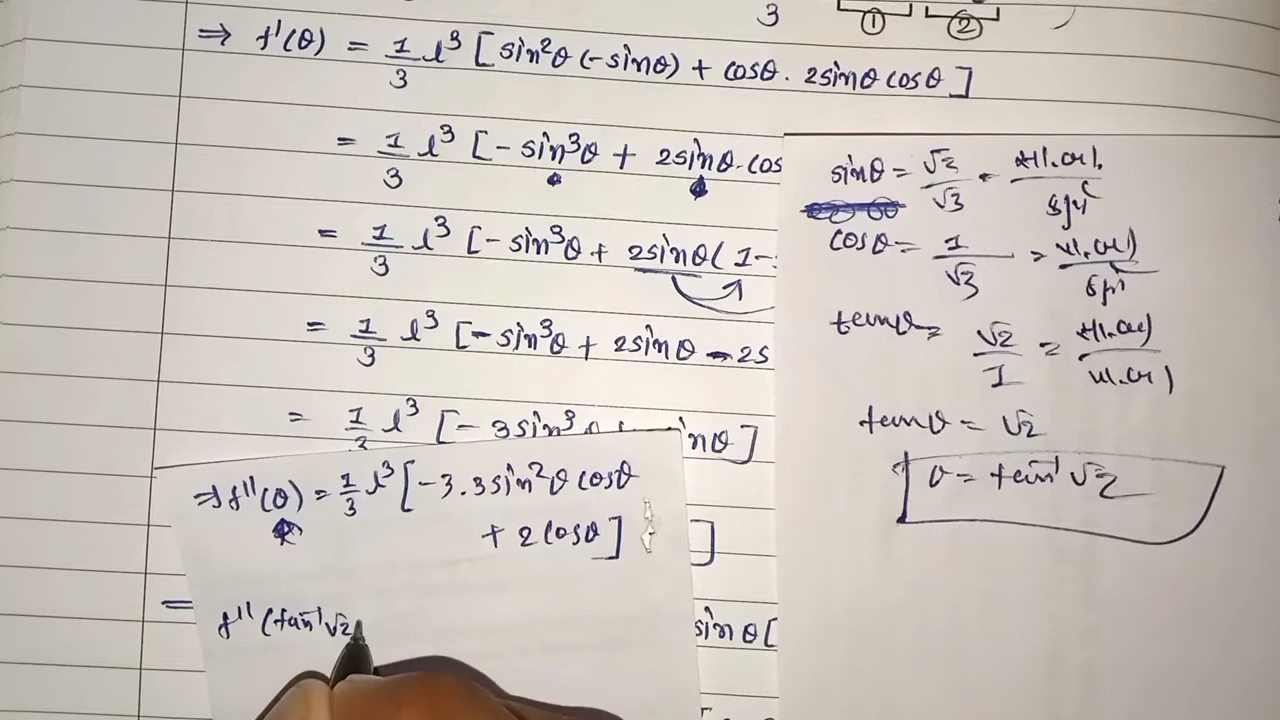 3 ① ②
⇒ f'(θ) = 1/3 l³ [sin²θ(-sinθ) + cosθ. 2sinθ cosθ]
= 1/3 l³ [-sin³θ + 2sinθ.cos
= 1/3 l³ [-sin³θ + 2sinθ(1-
= 1/3 l³ [-sin³θ + 2sinθ - 2s
= 1/3 l³ [-3sin³θ
inθ]
⇒ f''(θ) = 1/3 l³ [-3.3sin²θ cosθ
+ 2cosθ]
]
=
f''(tan⁻¹√2
sinθ[
sinθ = √2/√3 =
cosθ = 1/√3 =
tanθ = √2/1 =
tanθ = √2
θ = tan⁻¹√2